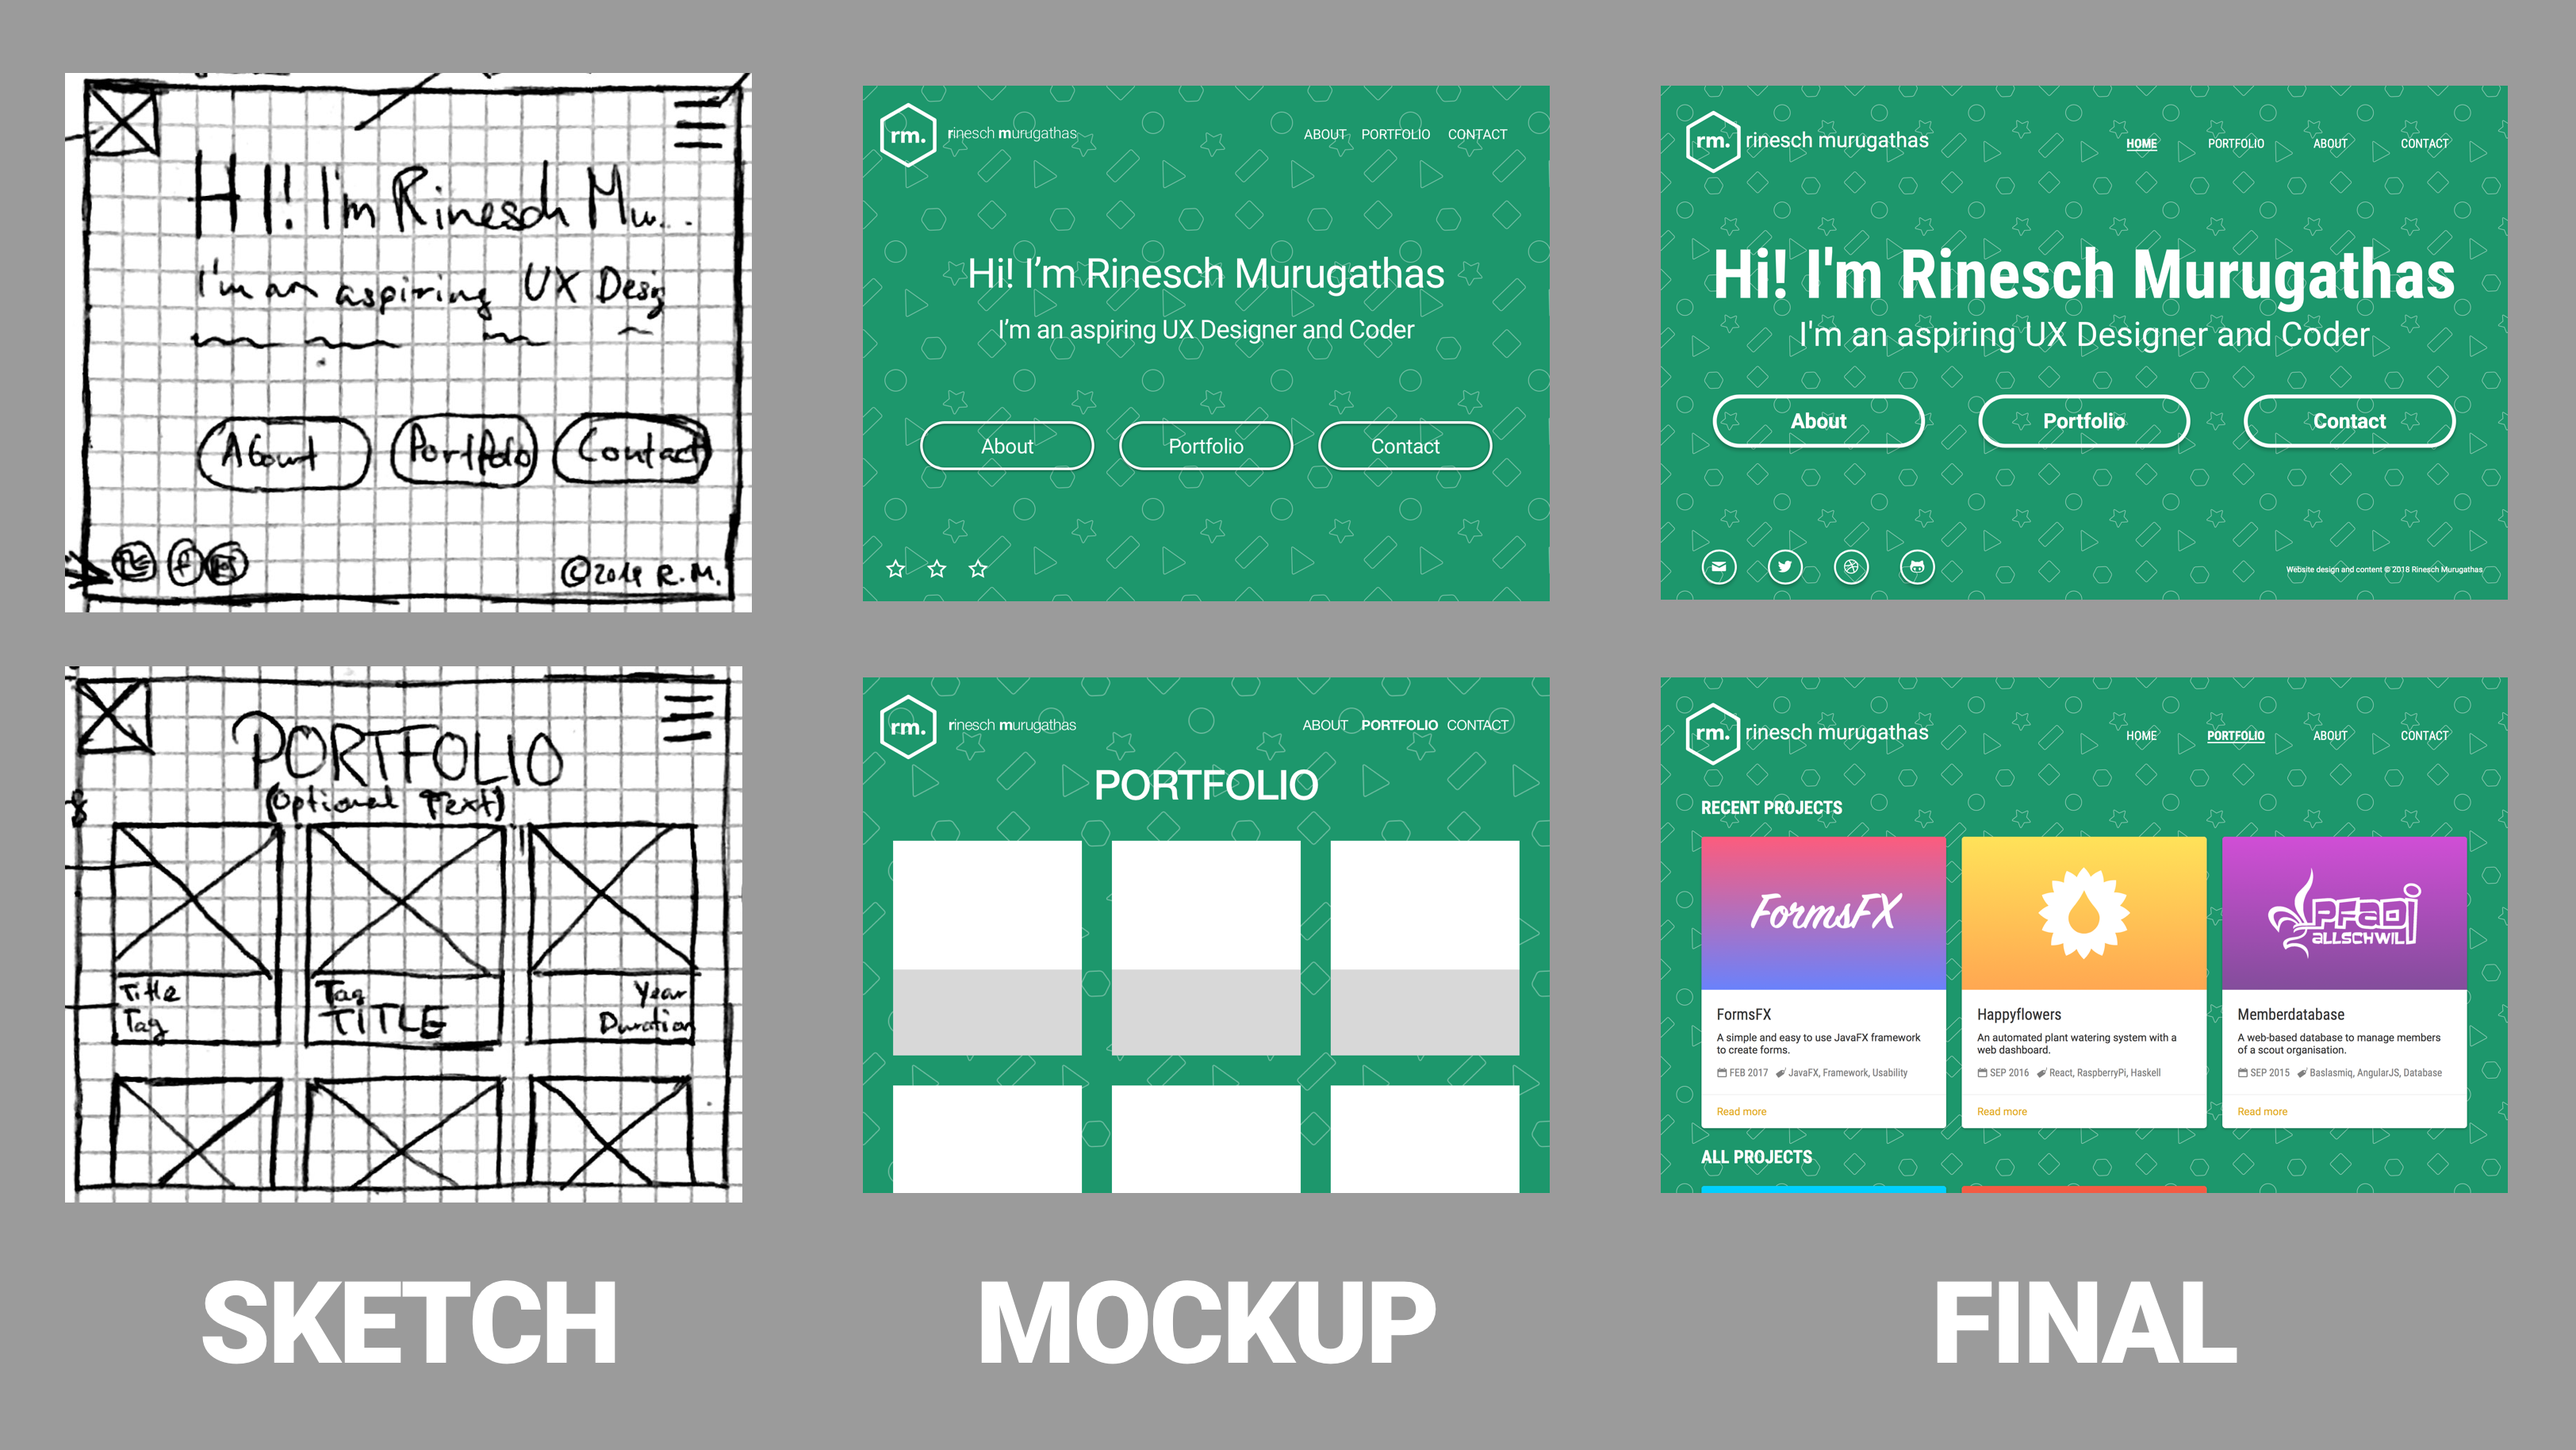 HI! I'm Rinesch Mu...
I'm an aspiring UX Desig
About Portfolio Contact
©2018 R.M.
rm. rinesch murugathas
ABOUT PORTFOLIO CONTACT
Hi! I'm Rinesch Murugathas
I'm an aspiring UX Designer and Coder
About Portfolio Contact
rm. rinesch murugathas
HOME PORTFOLIO ABOUT CONTACT
Hi! I'm Rinesch Murugathas
I'm an aspiring UX Designer and Coder
About Portfolio Contact
Website design and content © 2018 Rinesch Murugathas
PORTFOLIO
(Optional Text)
Title
Tag
Tag
TITLE
Year
Duration
rm. rinesch murugathas
ABOUT PORTFOLIO CONTACT
PORTFOLIO
rm. rinesch murugathas
HOME PORTFOLIO ABOUT CONTACT
RECENT PROJECTS
FormsFX
FormsFX
A simple and easy to use JavaFX framework
to create forms.
FEB 2017 JavaFX, Framework, Usability
Read more
Happyflowers
An automated plant watering system with a
web dashboard.
SEP 2016 React, RaspberryPi, Haskell
Read more
PFADI
ALLSCHWIL
Memberdatabase
A web-based database to manage members
of a scout organisation.
SEP 2015 Baslasmiq, AngularJS, Database
Read more
ALL PROJECTS
SKETCH MOCKUP FINAL